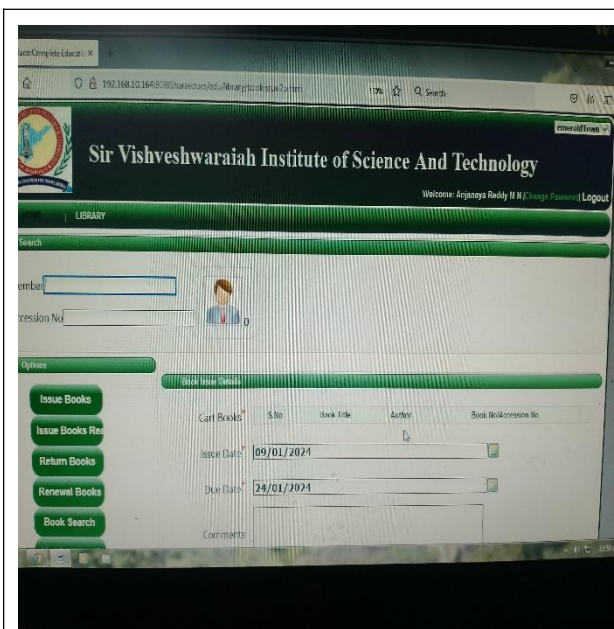 192.168.10.164:8080/
Search
emeraldTown
Sir Vishveshwaraiah Institute of Science And Technology
Welcome: Anjaneya Reddy M N |Change Password| Logout
LIBRARY
Search
ember
ccession No
0
Options
Book Issue Details
Issue Books
Cart Books* S.No Book Title Author Book No/Accession No
Issue Books Rea
Issue Date* 09/01/2024
Return Books
Renewal Books
Due Date* 24/01/2024
Book Search
Comments